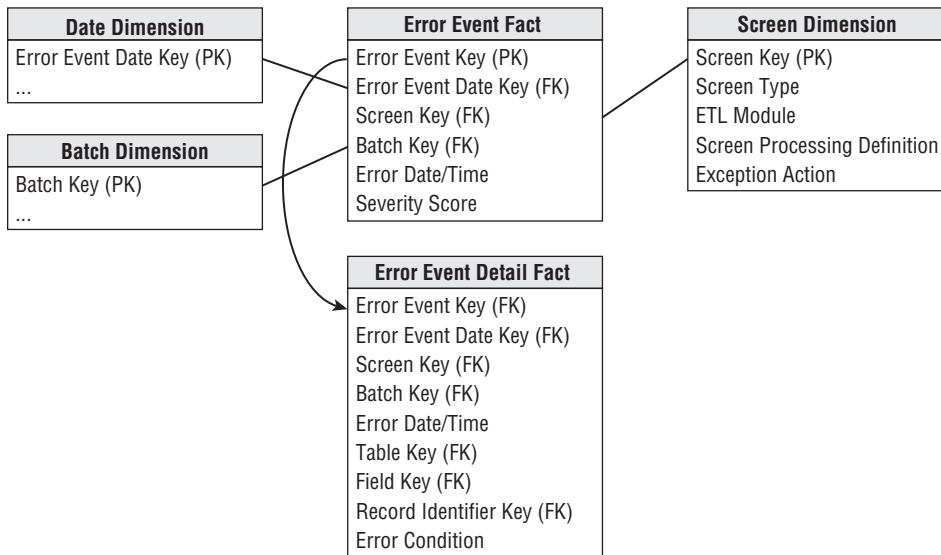 Date Dimension
Error Event Date Key (PK)
...
Batch Dimension
Batch Key (PK)
...
Error Event Fact
Error Event Key (PK)
Error Event Date Key (FK)
Screen Key (FK)
Batch Key (FK)
Error Date/Time
Severity Score
Screen Dimension
Screen Key (PK)
Screen Type
ETL Module
Screen Processing Definition
Exception Action
Error Event Detail Fact
Error Event Key (FK)
Error Event Date Key (FK)
Screen Key (FK)
Batch Key (FK)
Error Date/Time
Table Key (FK)
Field Key (FK)
Record Identifier Key (FK)
Error Condition